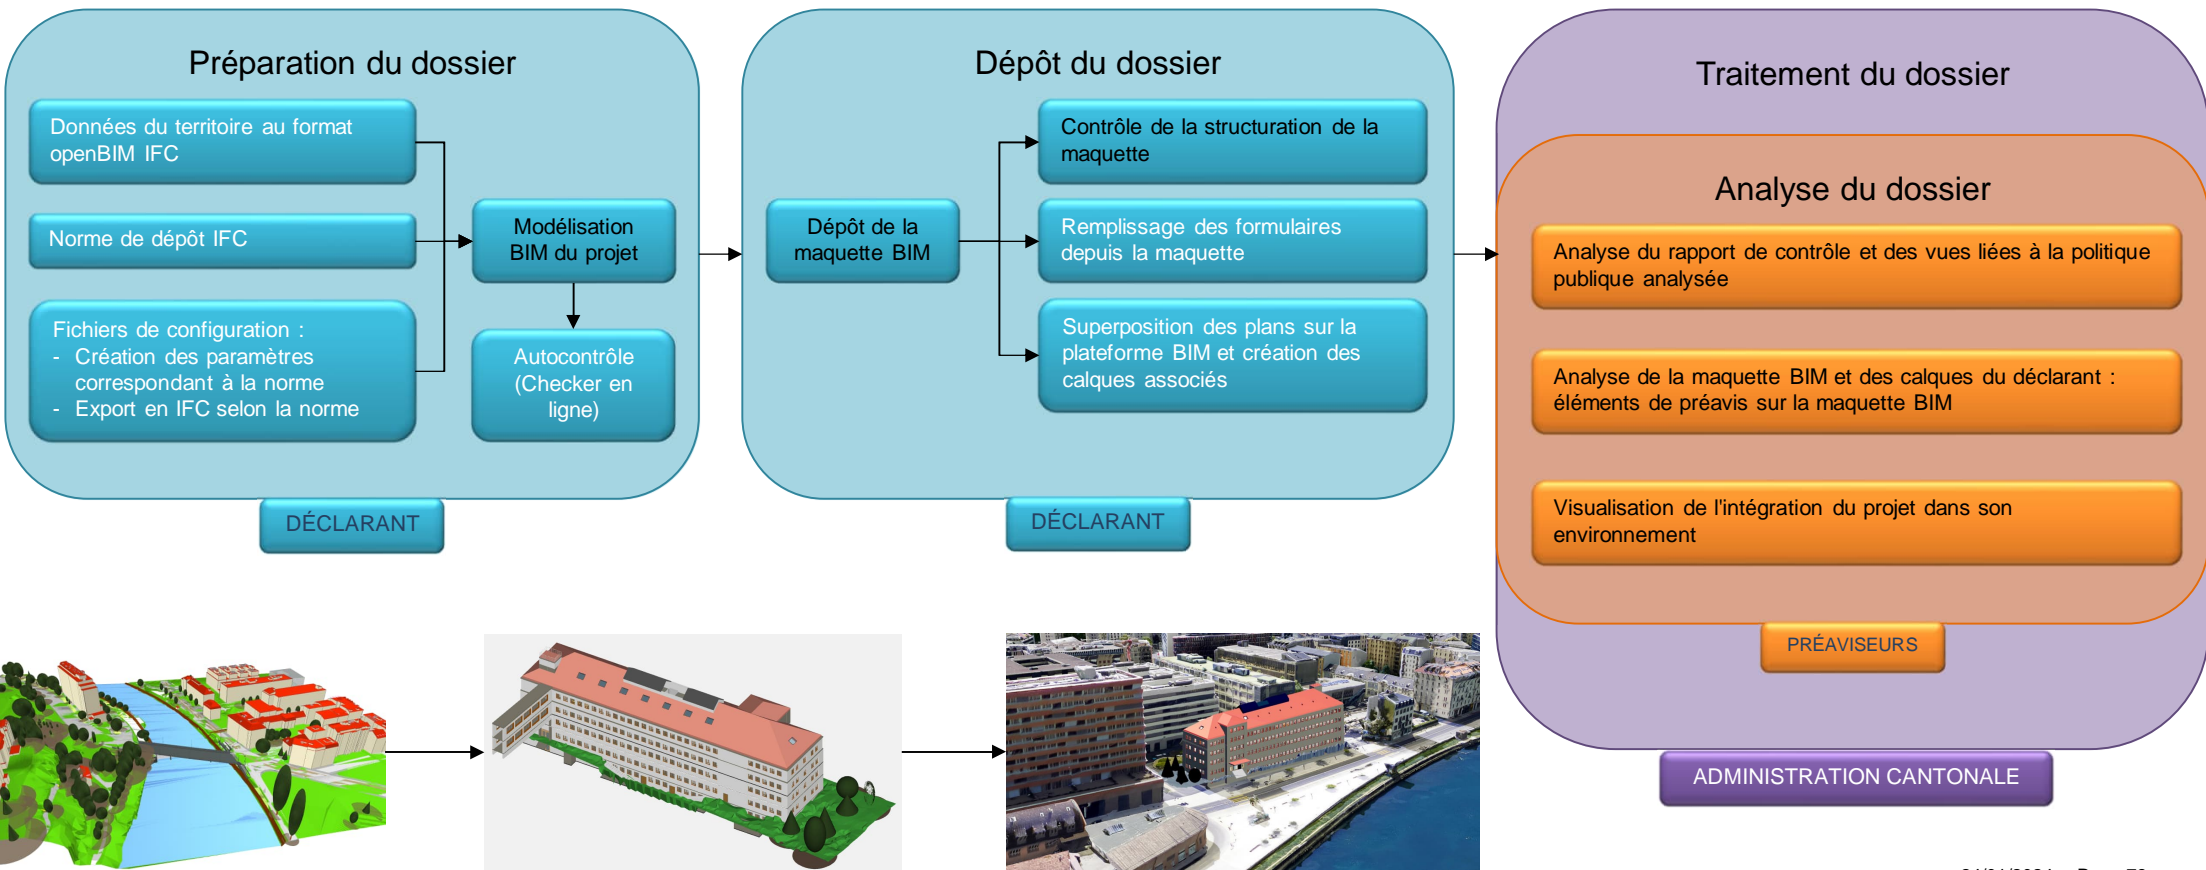 Préparation du dossier
Données du territoire au format
openBIM IFC
Norme de dépôt IFC
Fichiers de configuration :
- Création des paramètres
correspondant à la norme
- Export en IFC selon la norme
Modélisation
BIM du projet
Autocontrôle
(Checker en
ligne)
DÉCLARANT
Dépôt du dossier
Dépôt de la
maquette BIM
Contrôle de la structuration de la
maquette
Remplissage des formulaires
depuis la maquette
Superposition des plans sur la
plateforme BIM et création des
calques associés
DÉCLARANT
Traitement du dossier
Analyse du dossier
Analyse du rapport de contrôle et des vues liées à la politique
publique analysée
Analyse de la maquette BIM et des calques du déclarant :
éléments de préavis sur la maquette BIM
Visualisation de l'intégration du projet dans son
environnement
PRÉAVISEURS
ADMINISTRATION CANTONALE